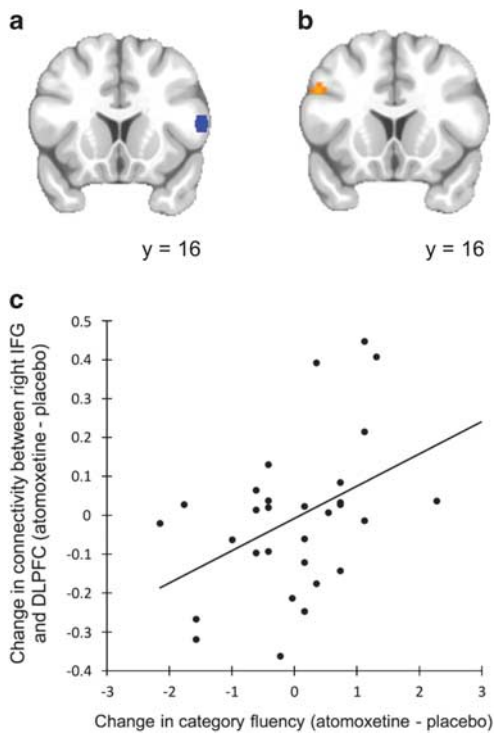 a
b
y = 16
y = 16
c
Change in connectivity between right IFG
and DLPFC (atomoxetine - placebo)
0.5
0.4
0.3
0.2
0.1
0
-0.1
-0.2
-0.3
-0.4
-3
-2
-1
0
1
2
3
Change in category fluency (atomoxetine - placebo)